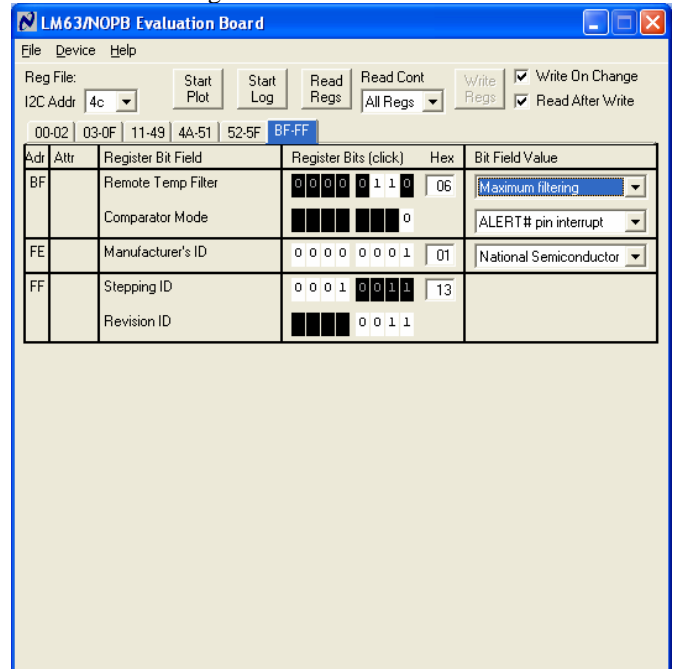 LM63/NOPB Evaluation Board
File Device Help
Reg File: Start Plot Start Log Read Regs Read Cont Write Regs Write On Change
I2C Addr 4c All Regs Read After Write
00-02 03-0F 11-49 4A-51 52-5F BF-FF
Adr Attr Register Bit Field Register Bits (click) Hex Bit Field Value
BF Remote Temp Filter 0 0 0 0 0 1 1 0 06 Maximum filtering
Comparator Mode 0 ALERT# pin interrupt
FE Manufacturer's ID 0 0 0 0 0 0 0 1 01 National Semiconductor
FF Stepping ID 0 0 0 1 0 0 1 1 13
Revision ID 0 0 1 1